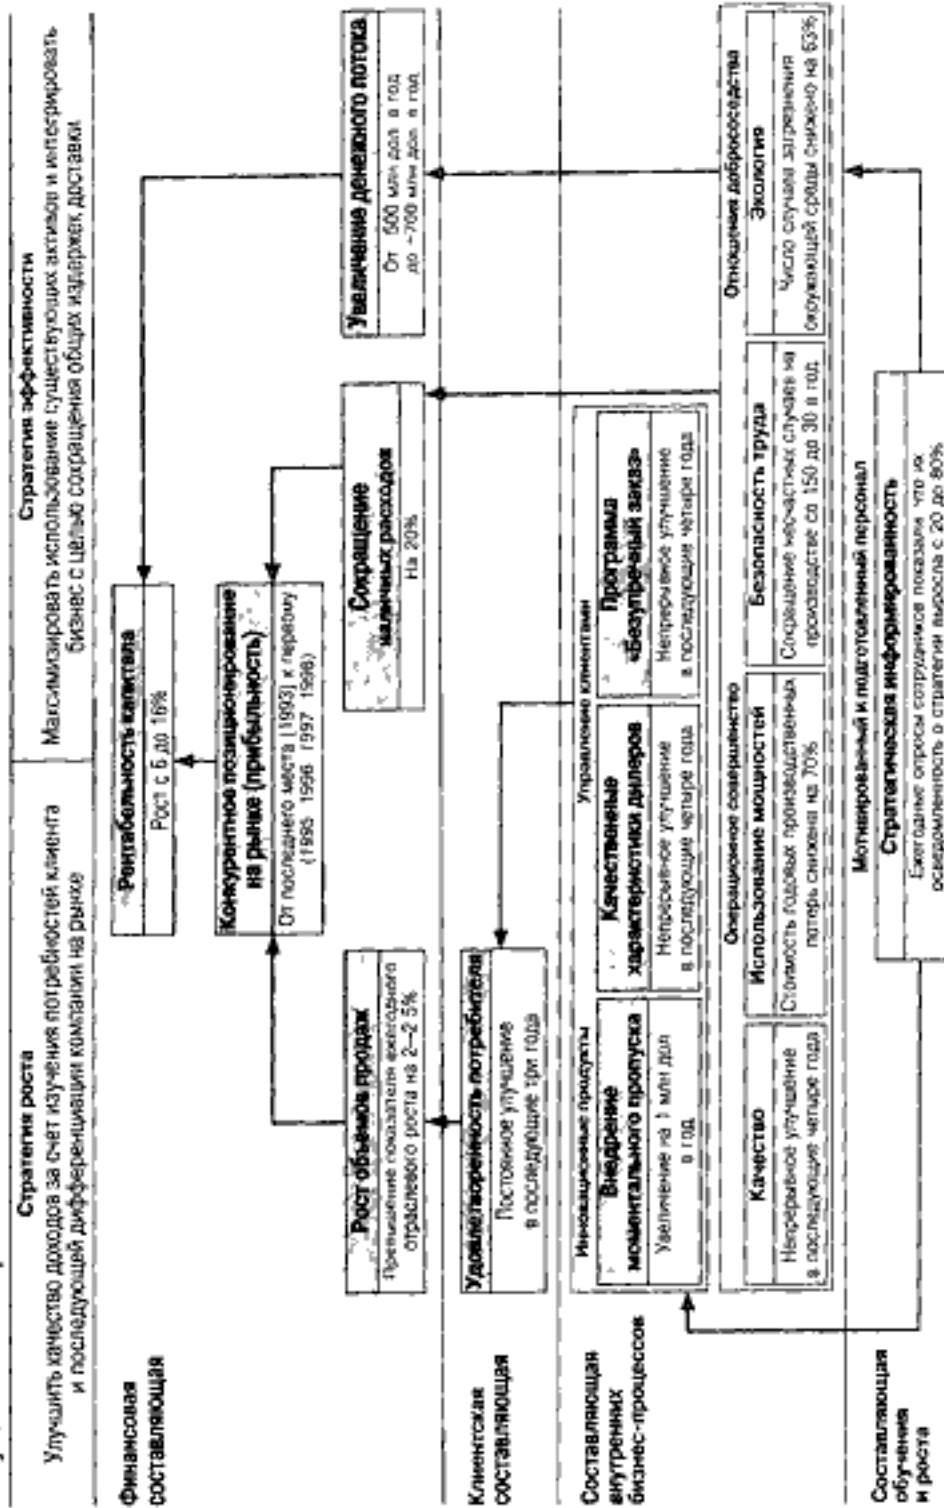 Стратегия роста
Улучшить качество доходов за счет изучения потребностей клиента
и последующей дифференциации компании на рынке
Стратегия эффективности
Максимизировать использование существующих активов и интегрировать
бизнес с целью сокращения общих издержек доставки
Финансовая
составляющая
Рентабельность капитала
Рост с 6 до 16%
Конкурентное позиционирование
на рынке (прибыльность)
От последнего места (1993) к первому
(1995 1996 1997 1998)
Рост объемов продаж
Превышение показателя ежегодного
отраслевого роста на 2–2 5%
Сокращение
наличных расходов
На 20%
Увеличение денежного потока
От 500 млн дол в год
до ~700 млн дол в год
Клиентская
составляющая
Удовлетворенность потребителя
Постоянное улучшение
в последующие три года
Составляющая
внутренних
бизнес-процессов
Инновационные продукты
Управление клиентами
Внедрение
моментального пропуска
Увеличение на 1 млн дол
в год
Качественные
характеристики дилеров
Непрерывное улучшение
в последующие четыре года
Программа
«Безупречный заказ»
Непрерывное улучшение
в последующие четыре года
Операционное совершенство
Отношения добрососедства
Качество
Непрерывное улучшение
в последующие четыре года
Использование мощностей
Стоимость годовых производственных
потерь снижена на 70%
Безопасность труда
Сокращение несчастных случаев на
производстве со 150 до 30 в год
Экология
Число случаев загрязнения
окружающей среды снижено на 63%
Составляющая
обучения
и роста
Мотивированный и подготовленный персонал
Стратегическая информированность
Ежегодные опросы сотрудников показали что их
осведомленность о стратегии выросла с 20 до 80%